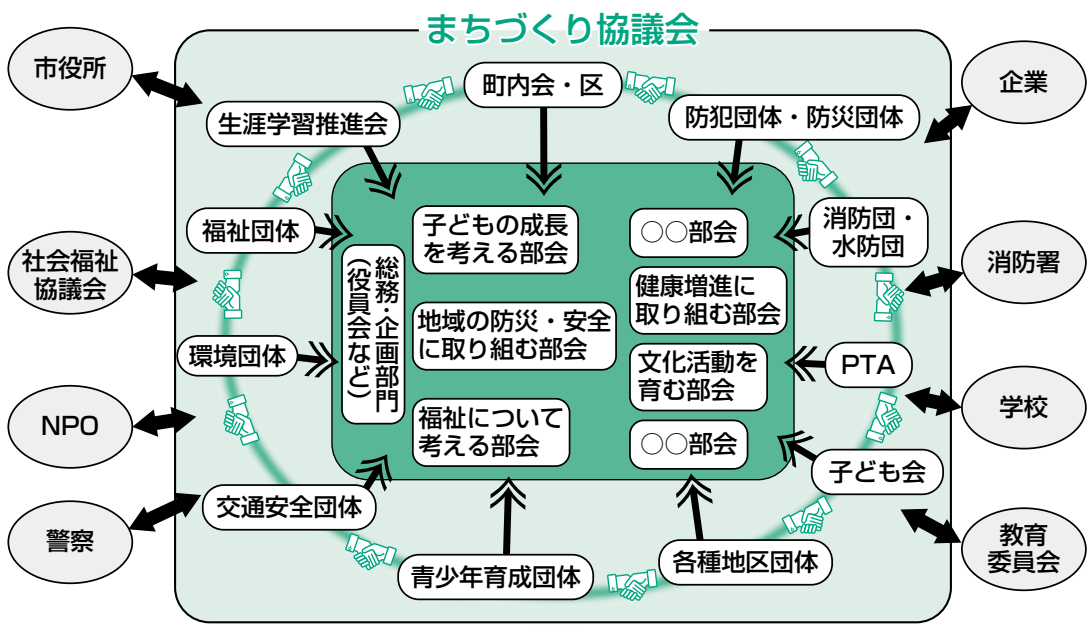 まちづくり協議会
市役所
町内会・区
企業
生涯学習推進会
防犯団体・防災団体
福祉団体
子どもの成長
を考える部会
○○部会
消防団・
水防団
社会福祉
協議会
総務・企画部門
(役員会など)
地域の防災・安全
に取り組む部会
健康増進に
取り組む部会
消防署
環境団体
文化活動を
育む部会
PTA
NPO
福祉について
考える部会
○○部会
学校
子ども会
交通安全団体
警察
青少年育成団体
各種地区団体
教育
委員会